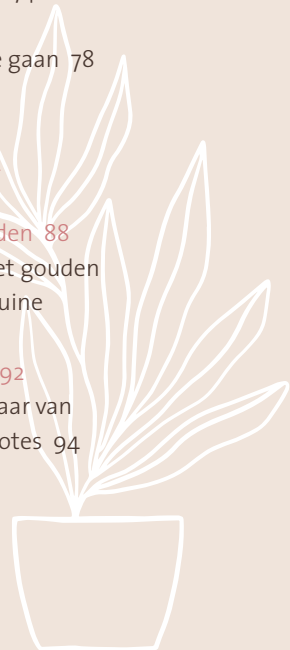 gaan 78
den 88
et gouden
uine
92
aar van
otes 94